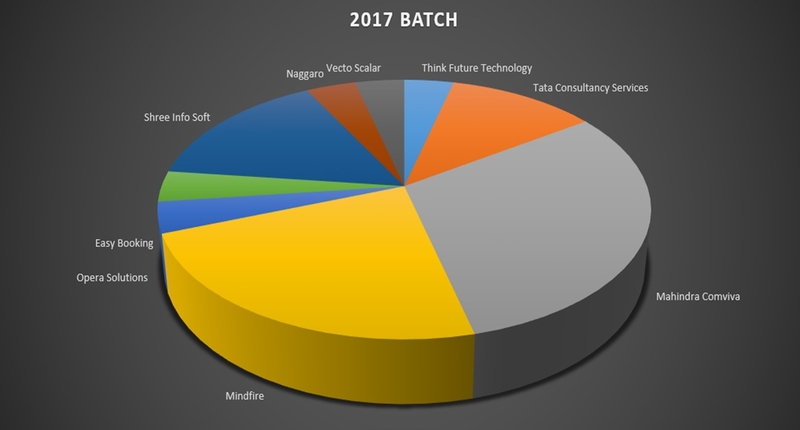 2017 BATCH
Think Future Technology
Tata Consultancy Services
Mahindra Comviva
Mindfire
Opera Solutions
Easy Booking
Shree Info Soft
Naggaro
Vecto Scalar